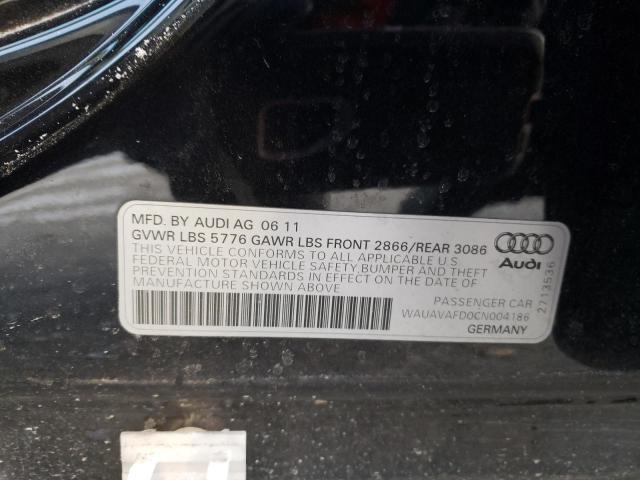 MFD. BY AUDI AG 06 11
GVWR LBS 5776 GAWR LBS FRONT 2866/REAR 3086
THIS VEHICLE CONFORMS TO ALL APPLICABLE U S
FEDERAL MOTOR VEHICLE SAFETY,BUMPER AND THEFT
PREVENTION STANDARDS IN EFFECT ON THE DATE OF
MANUFACTURE SHOWN ABOVE.
PASSENGER CAR
WAUAVAFD0CN004186
GERMANY
Audi
2713536